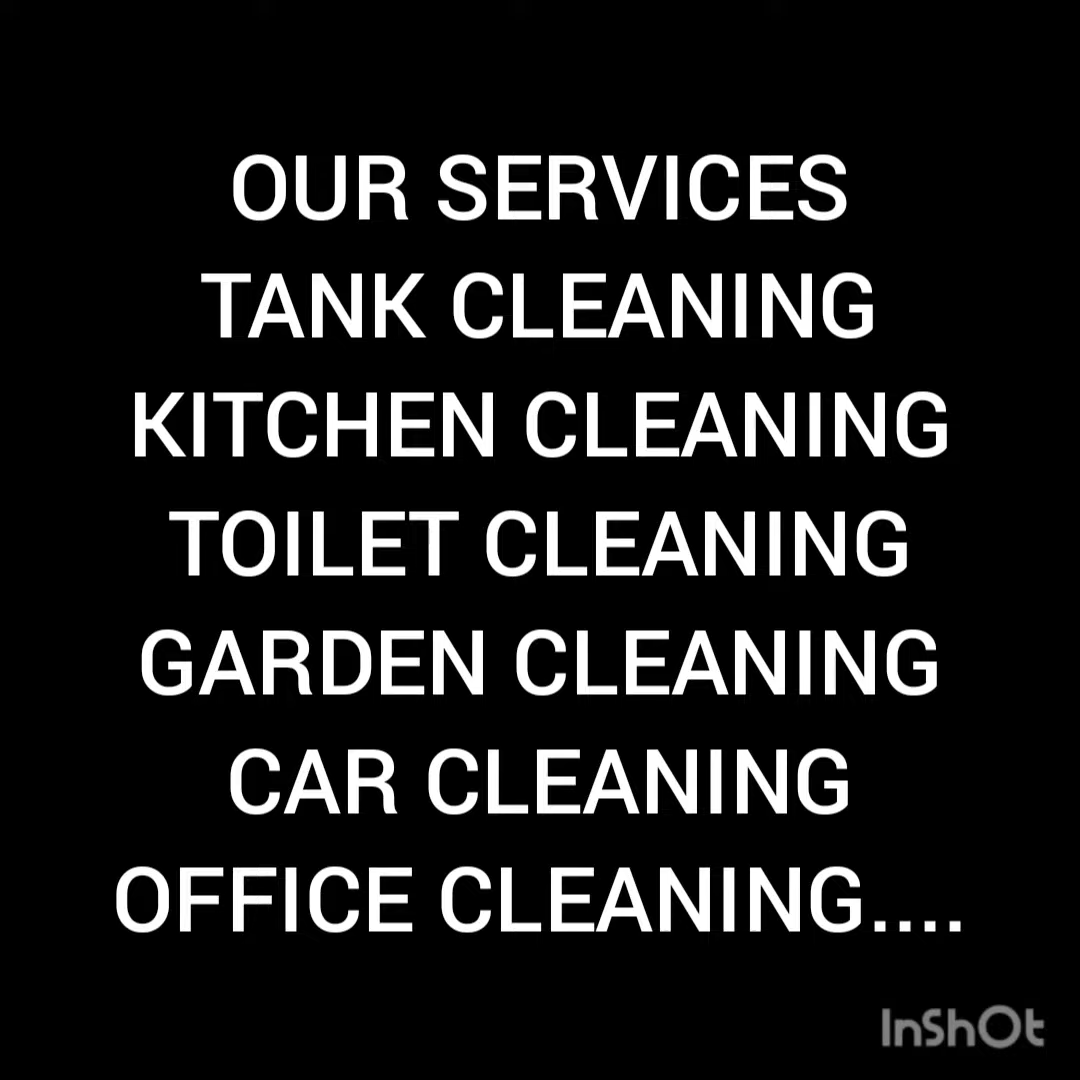 OUR SERVICES
TANK CLEANING
KITCHEN CLEANING
TOILET CLEANING
GARDEN CLEANING
CAR CLEANING
OFFICE CLEANING....
InShOt